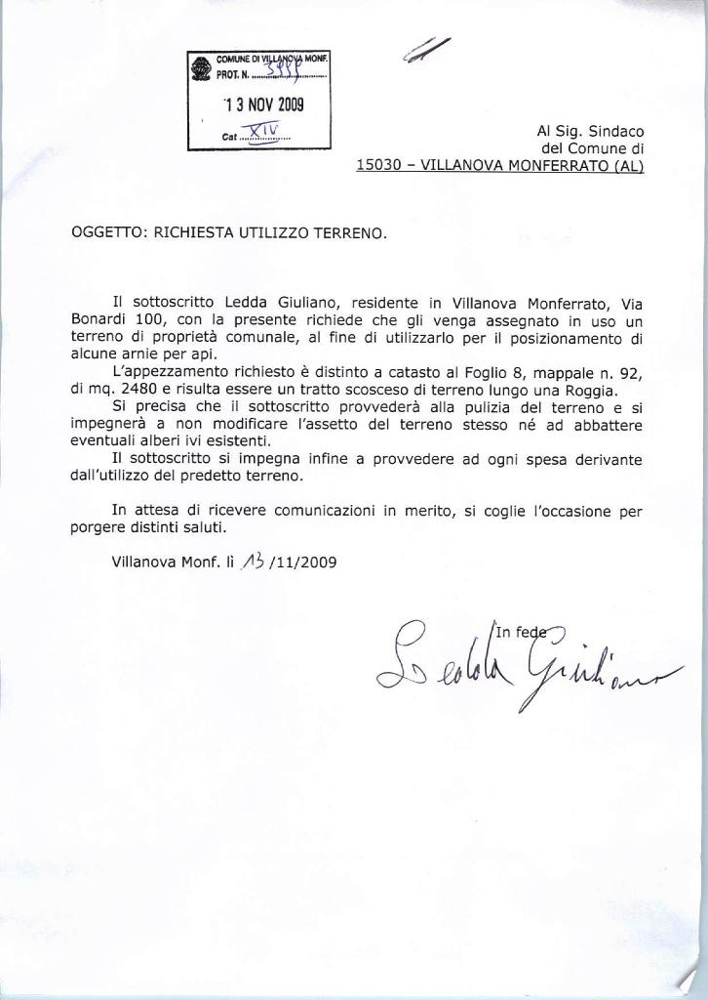 COMUNE DI VILLANOVA MONF.
PROT. N. ....................
13 NOV 2009
Cat. XIV
Al Sig. Sindaco
del Comune di
15030 – VILLANOVA MONFERRATO (AL)
OGGETTO: RICHIESTA UTILIZZO TERRENO.
Il sottoscritto Ledda Giuliano, residente in Villanova Monferrato, Via
Bonardi 100, con la presente richiede che gli venga assegnato in uso un
terreno di proprietà comunale, al fine di utilizzarlo per il posizionamento di
alcune arnie per api.
L'appezzamento richiesto è distinto a catasto al Foglio 8, mappale n. 92,
di mq. 2480 e risulta essere un tratto scosceso di terreno lungo una Roggia.
Si precisa che il sottoscritto provvederà alla pulizia del terreno e si
impegnerà a non modificare l'assetto del terreno stesso né ad abbattere
eventuali alberi ivi esistenti.
Il sottoscritto si impegna infine a provvedere ad ogni spesa derivante
dall'utilizzo del predetto terreno.
In attesa di ricevere comunicazioni in merito, si coglie l'occasione per
porgere distinti saluti.
Villanova Monf. lì 13/11/2009
In fede
Ledda Giuliano